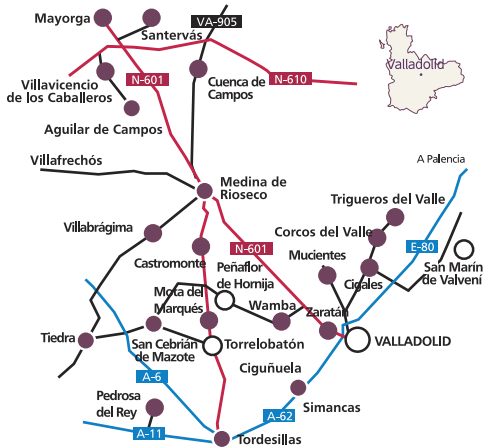 Mayorga
VA-905
Santervás
Valladolid
Villavicencio
de los Caballeros
N-601
Cuenca de
Campos
N-610
Aguilar de Campos
Villafrechós
A Palencia
Medina de
Rioseco
Trigueros del Valle
Villabrágima
Corcos del Valle
N-601
E-80
Mucientes
Castromonte
Peñaflor
de Hornija
Cigales
San Marín
de Valvení
Mota del
Marqués
Wamba
Zaratán
Tiedra
San Cebrián
de Mazote
Torrelobatón
VALLADOLID
A-6
Ciguñuela
Pedrosa
del Rey
Simancas
A-62
A-11
Tordesillas